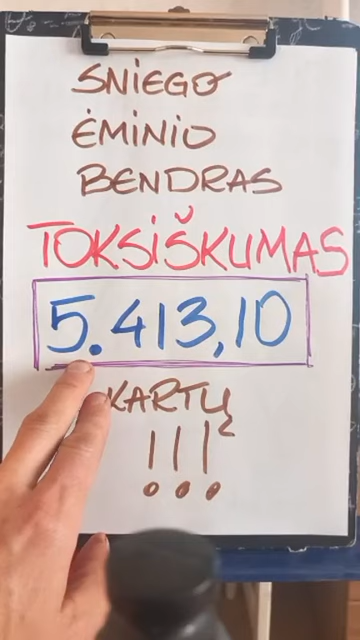 SNIEGO
ĖMINIO
BENDRAS
TOKSIŠKUMAS
5.413,10
KARTŲ
!!!